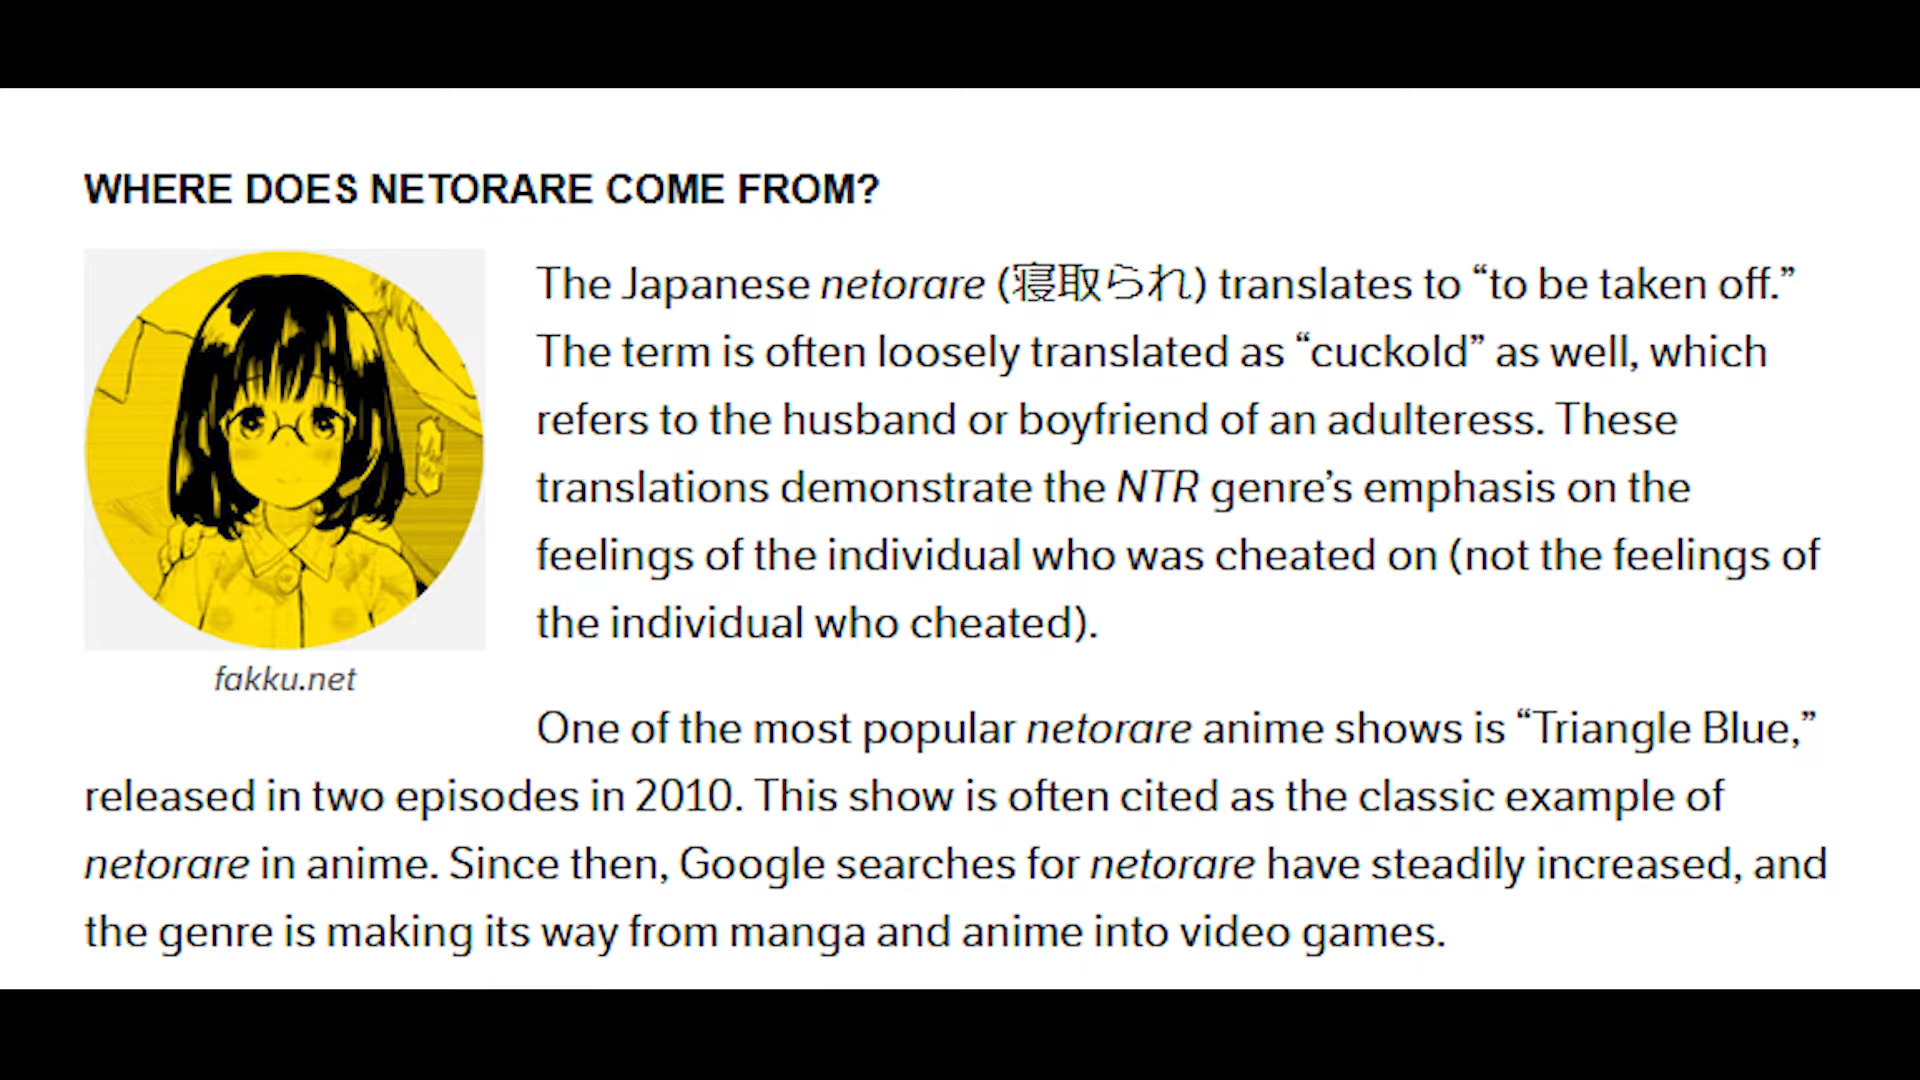 WHERE DOES NETORARE COME FROM?
The Japanese netorare (寝取られ) translates to “to be taken off.”
The term is often loosely translated as “cuckold” as well, which
refers to the husband or boyfriend of an adulteress. These
translations demonstrate the NTR genre’s emphasis on the
feelings of the individual who was cheated on (not the feelings of
the individual who cheated).
fakku.net
One of the most popular netorare anime shows is “Triangle Blue,”
released in two episodes in 2010. This show is often cited as the classic example of
netorare in anime. Since then, Google searches for netorare have steadily increased, and
the genre is making its way from manga and anime into video games.